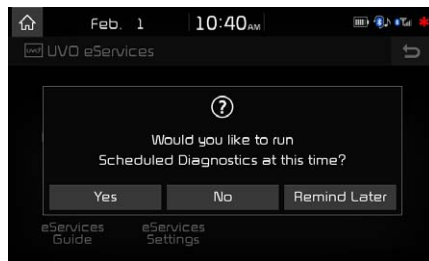 Feb. 1 10:40AM
UVO UVO eServices
Would you like to run
Scheduled Diagnostics at this time?
Yes No Remind Later
eServices eServices
Guide Settings